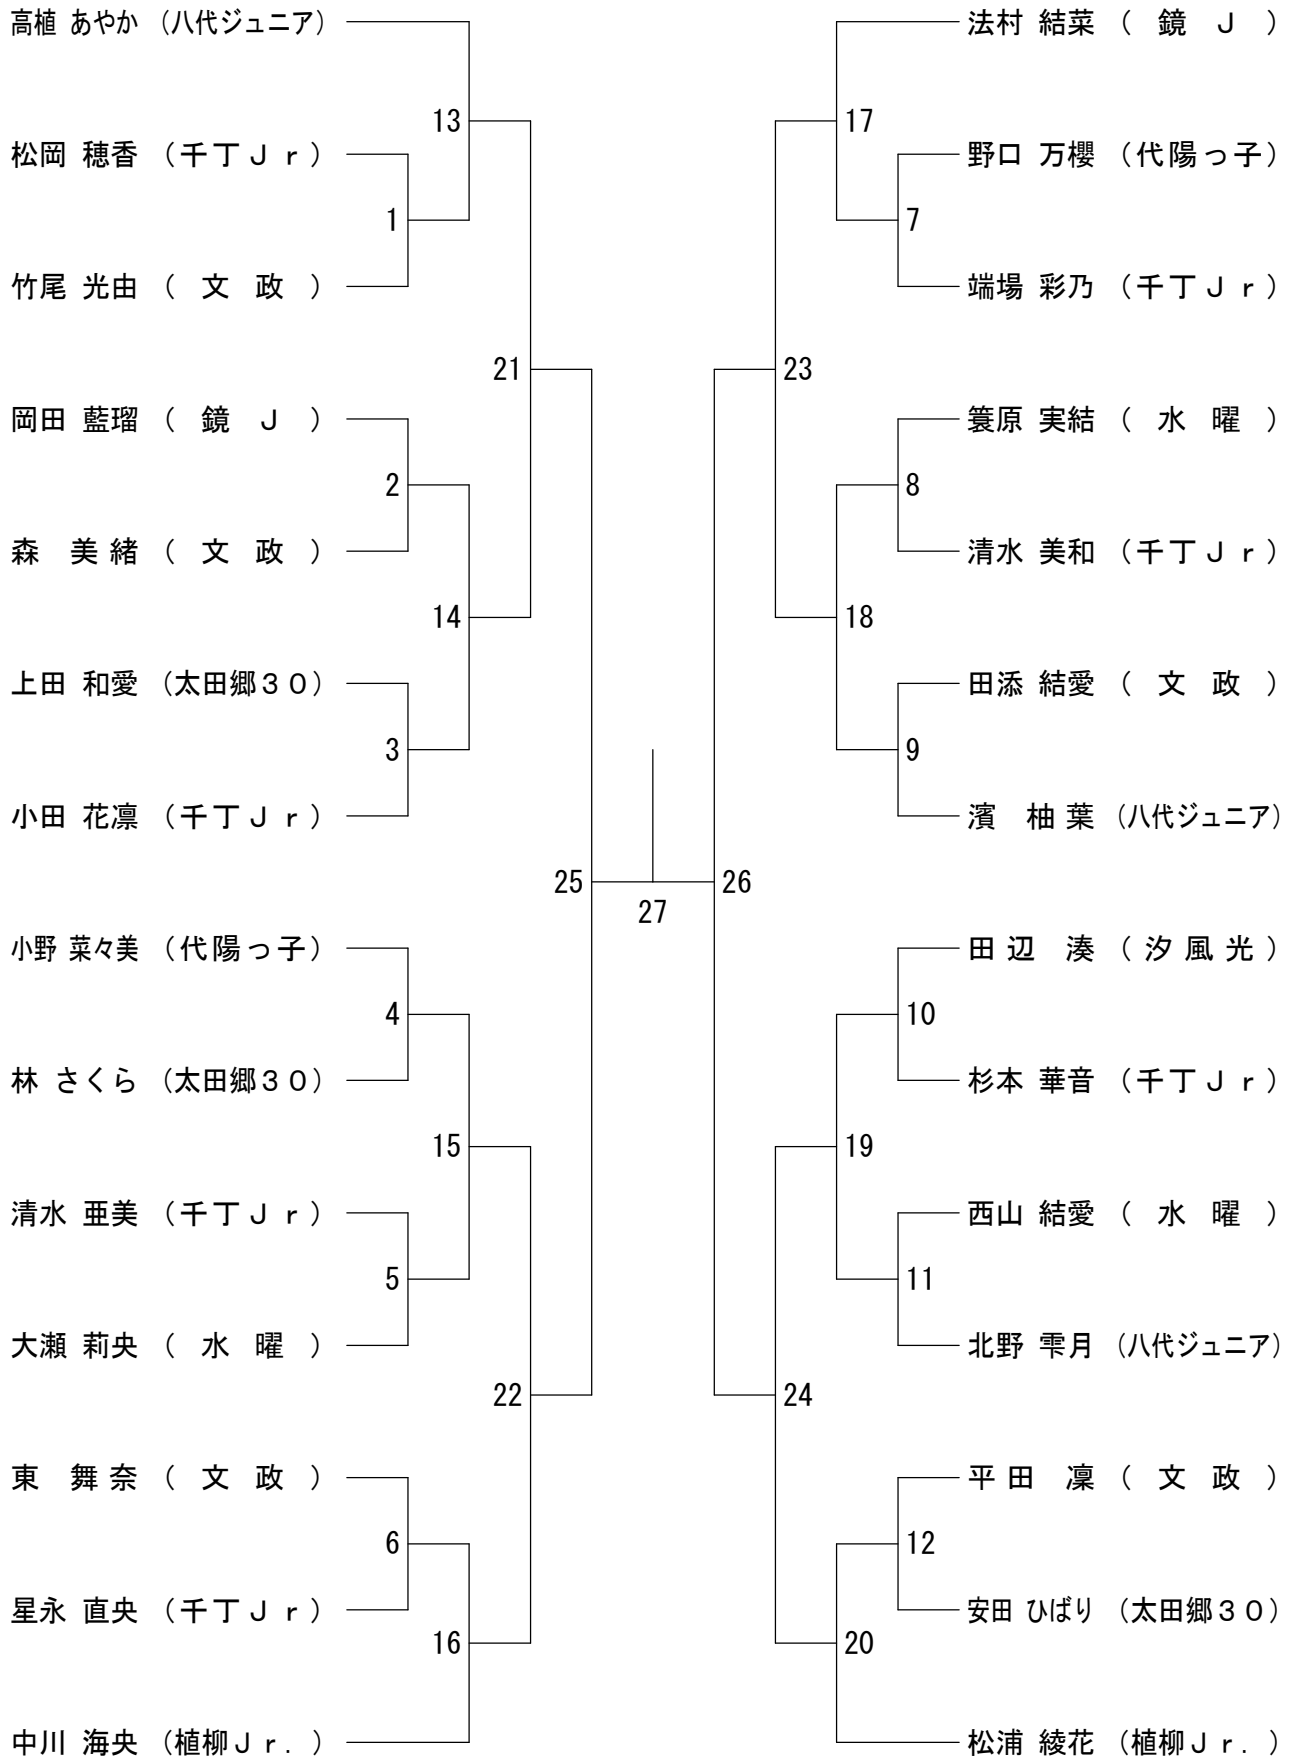 高植 あやか （八代ジュニア）
13
松岡 穂香 （千丁Ｊｒ）
1
竹尾 光由 （ 文 政 ）
21
岡田 藍瑠 （ 鏡 Ｊ ）
2
森 美緒 （ 文 政 ）
14
上田 和愛 （太田郷３０）
3
小田 花凛 （千丁Ｊｒ）
25
小野 菜々美 （代陽っ子）
4
林 さくら （太田郷３０）
15
清水 亜美 （千丁Ｊｒ）
5
大瀬 莉央 （ 水 曜 ）
22
東 舞奈 （ 文 政 ）
6
星永 直央 （千丁Ｊｒ）
16
中川 海央 （植柳Ｊｒ．）
27
法村 結菜 （ 鏡 Ｊ ）
17
野口 万櫻 （代陽っ子）
7
端場 彩乃 （千丁Ｊｒ）
23
簑原 実結 （ 水 曜 ）
8
清水 美和 （千丁Ｊｒ）
18
田添 結愛 （ 文 政 ）
9
濱 柚葉 （八代ジュニア）
26
田辺 湊 （汐風光）
10
杉本 華音 （千丁Ｊｒ）
19
西山 結愛 （ 水 曜 ）
11
北野 雫月 （八代ジュニア）
24
平田 凜 （ 文 政 ）
12
安田 ひばり （太田郷３０）
20
松浦 綾花 （植柳Ｊｒ．）